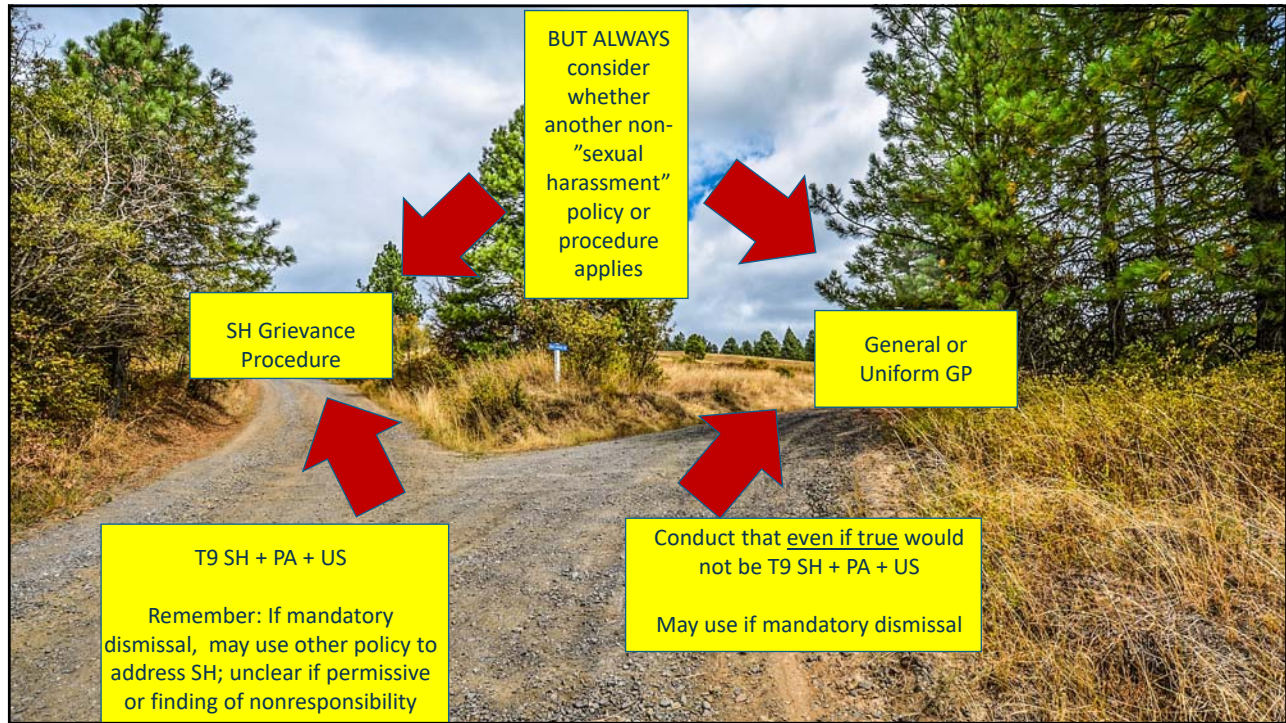 BUT ALWAYS
consider
whether
another non-
”sexual
harassment”
policy or
procedure
applies
SH Grievance
Procedure
General or
Uniform GP
T9 SH + PA + US
Remember: If mandatory
dismissal,  may use other policy to
address SH; unclear if permissive
or finding of nonresponsibility
Conduct that even if true would
not be T9 SH + PA + US
May use if mandatory dismissal